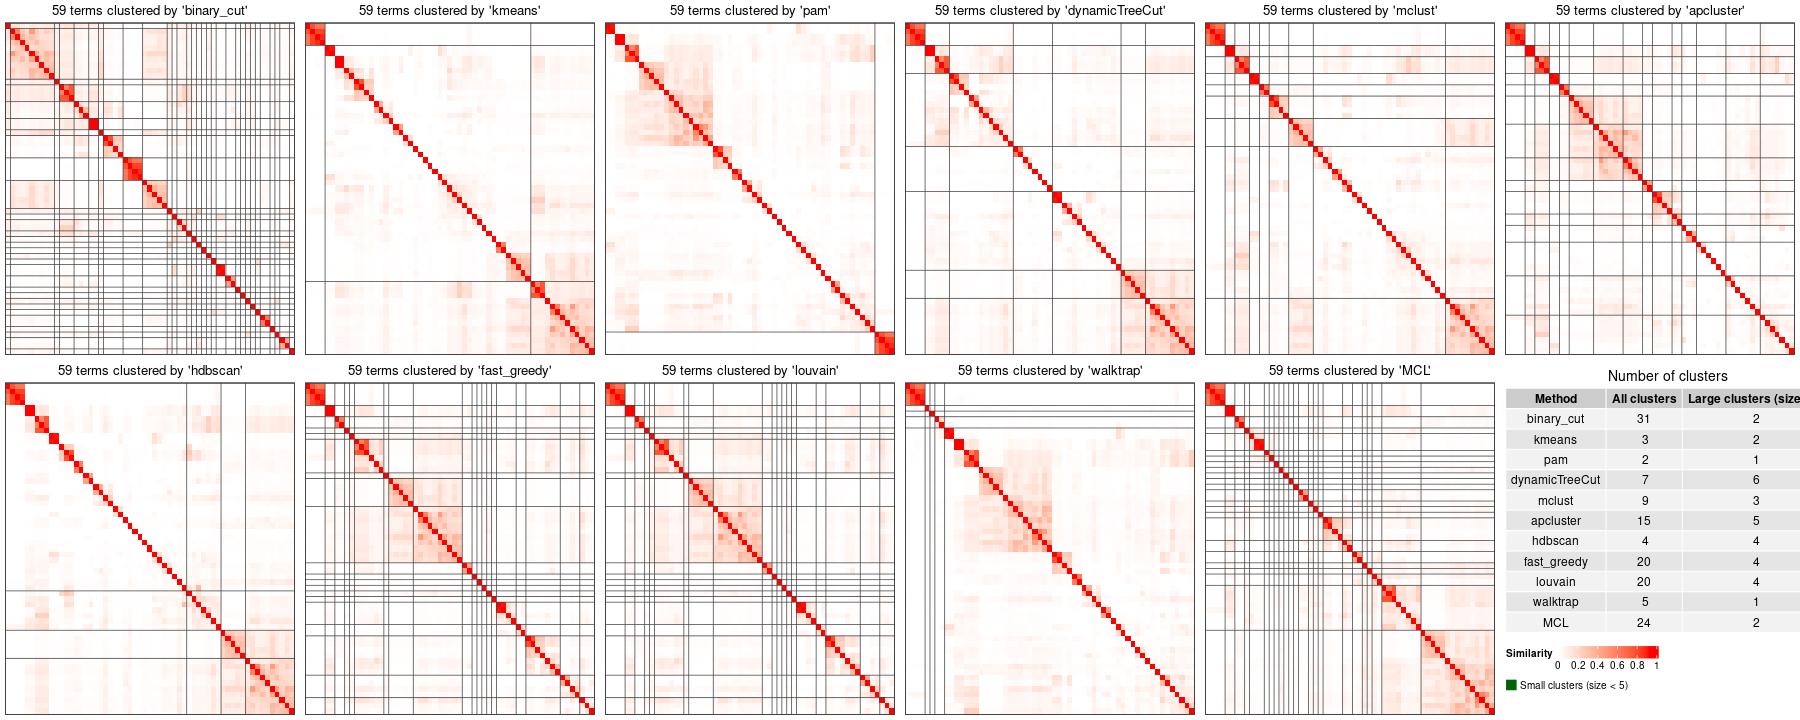 59 terms clustered by 'binary_cut'
59 terms clustered by 'kmeans'
59 terms clustered by 'pam'
59 terms clustered by 'dynamicTreeCut'
59 terms clustered by 'mclust'
59 terms clustered by 'apcluster'
59 terms clustered by 'hdbscan'
59 terms clustered by 'fast_greedy'
59 terms clustered by 'louvain'
59 terms clustered by 'walktrap'
59 terms clustered by 'MCL'
Number of clusters
Method All clusters Large clusters (size
binary_cut 31 2
kmeans 3 2
pam 2 1
dynamicTreeCut 7 6
mclust 9 3
apcluster 15 5
hdbscan 4 4
fast_greedy 20 4
louvain 20 4
walktrap 5 1
MCL 24 2
Similarity
0 0.2 0.4 0.6 0.8 1
Small clusters (size < 5)